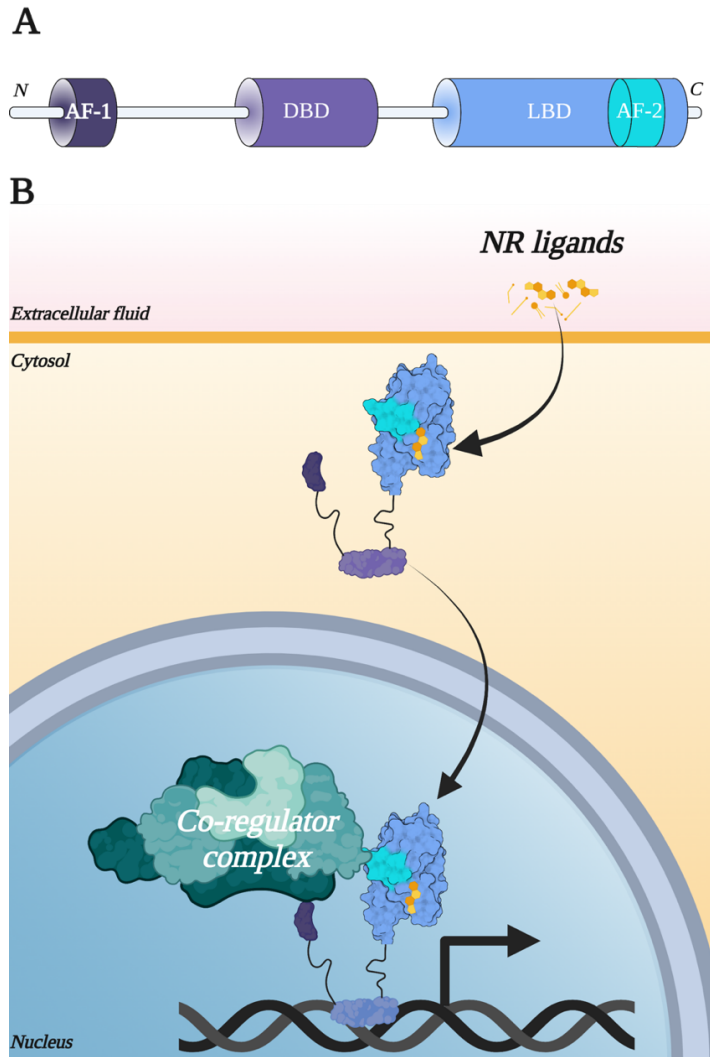 A
N
AF-1
DBD
LBD
AF-2
C
B
NR ligands
Extracellular fluid
Cytosol
Co-regulator
complex
Nucleus